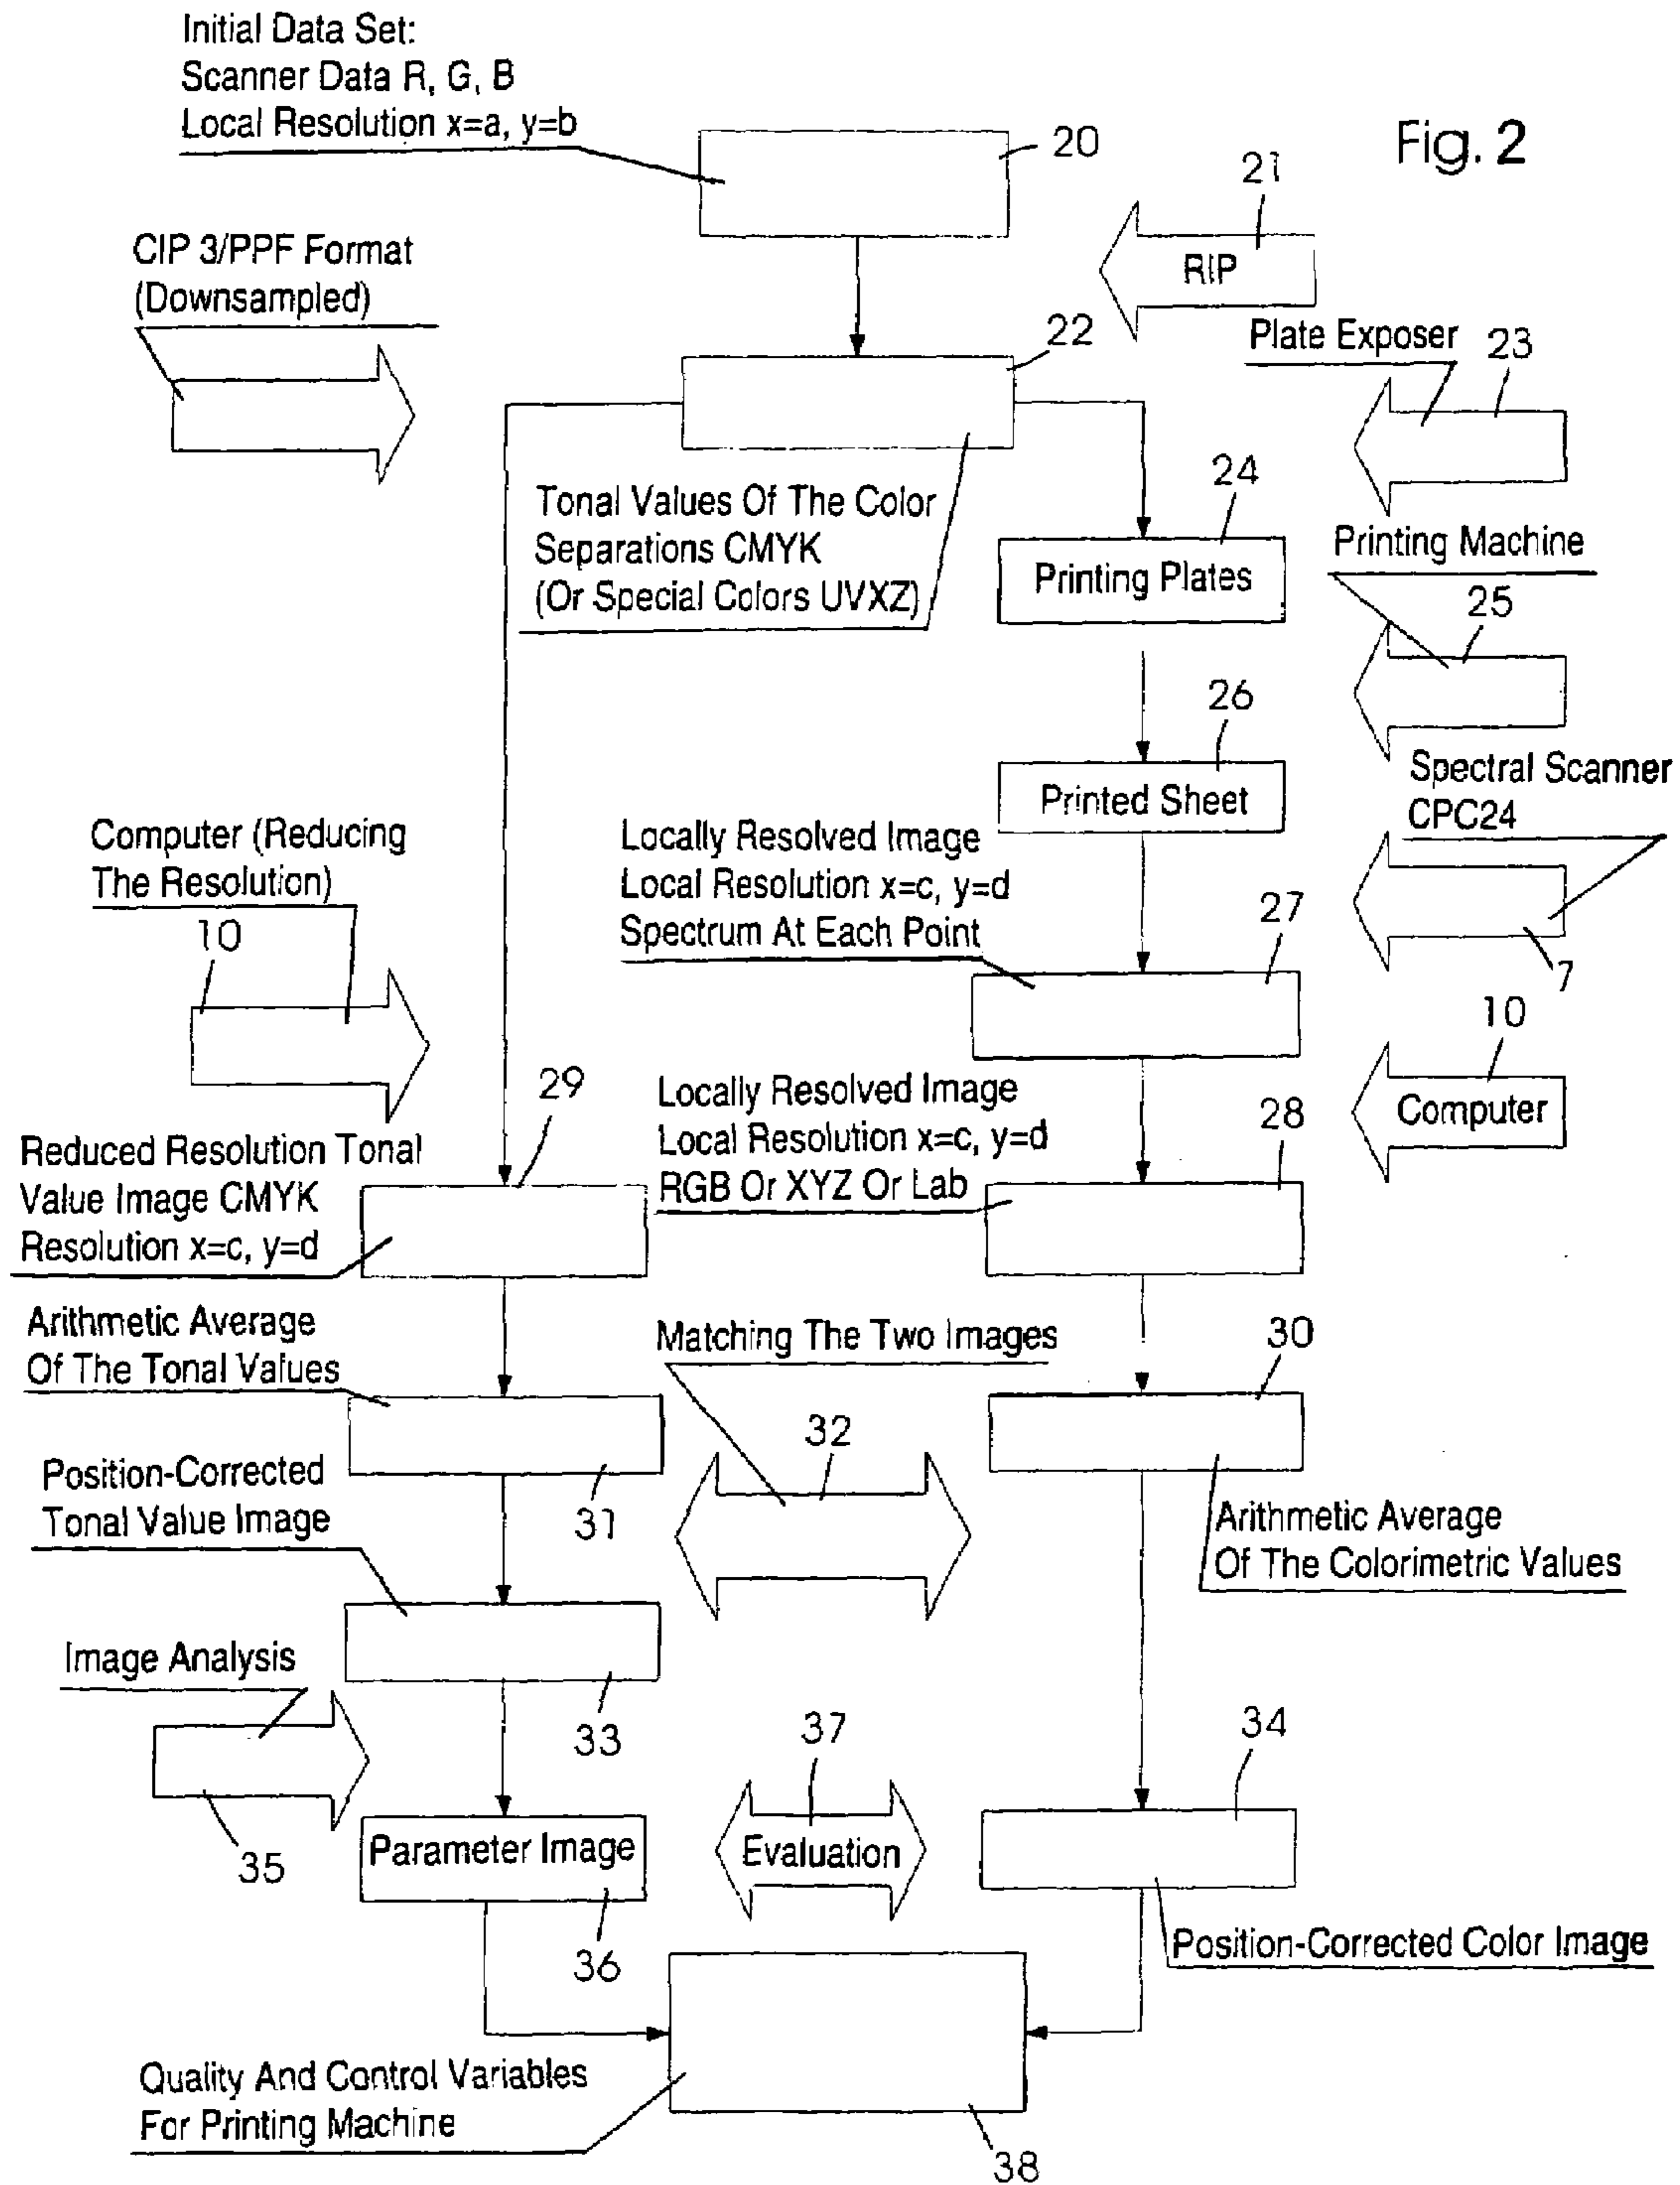 Initial Data Set:
Scanner Data R, G, B
Local Resolution x=a, y=b
20
Fig. 2
21
RIP
CIP 3/PPF Format
(Downsampled)
22
Plate Exposer
23
Tonal Values Of The Color
Separations CMYK
(Or Special Colors UVXZ)
24
Printing Plates
Printing Machine
25
26
Printed Sheet
Spectral Scanner
CPC24
7
Computer (Reducing
The Resolution)
10
Locally Resolved Image
Local Resolution x=c, y=d
Spectrum At Each Point
27
10
Computer
29
Reduced Resolution Tonal
Value Image CMYK
Resolution x=c, y=d
Locally Resolved Image
Local Resolution x=c, y=d
RGB Or XYZ Or Lab
28
Arithmetic Average
Of The Tonal Values
31
Matching The Two Images
32
30
Arithmetic Average
Of The Colorimetric Values
Position-Corrected
Tonal Value Image
33
Image Analysis
35
Parameter Image
36
37
Evaluation
34
Position-Corrected Color Image
Quality And Control Variables
For Printing Machine
38